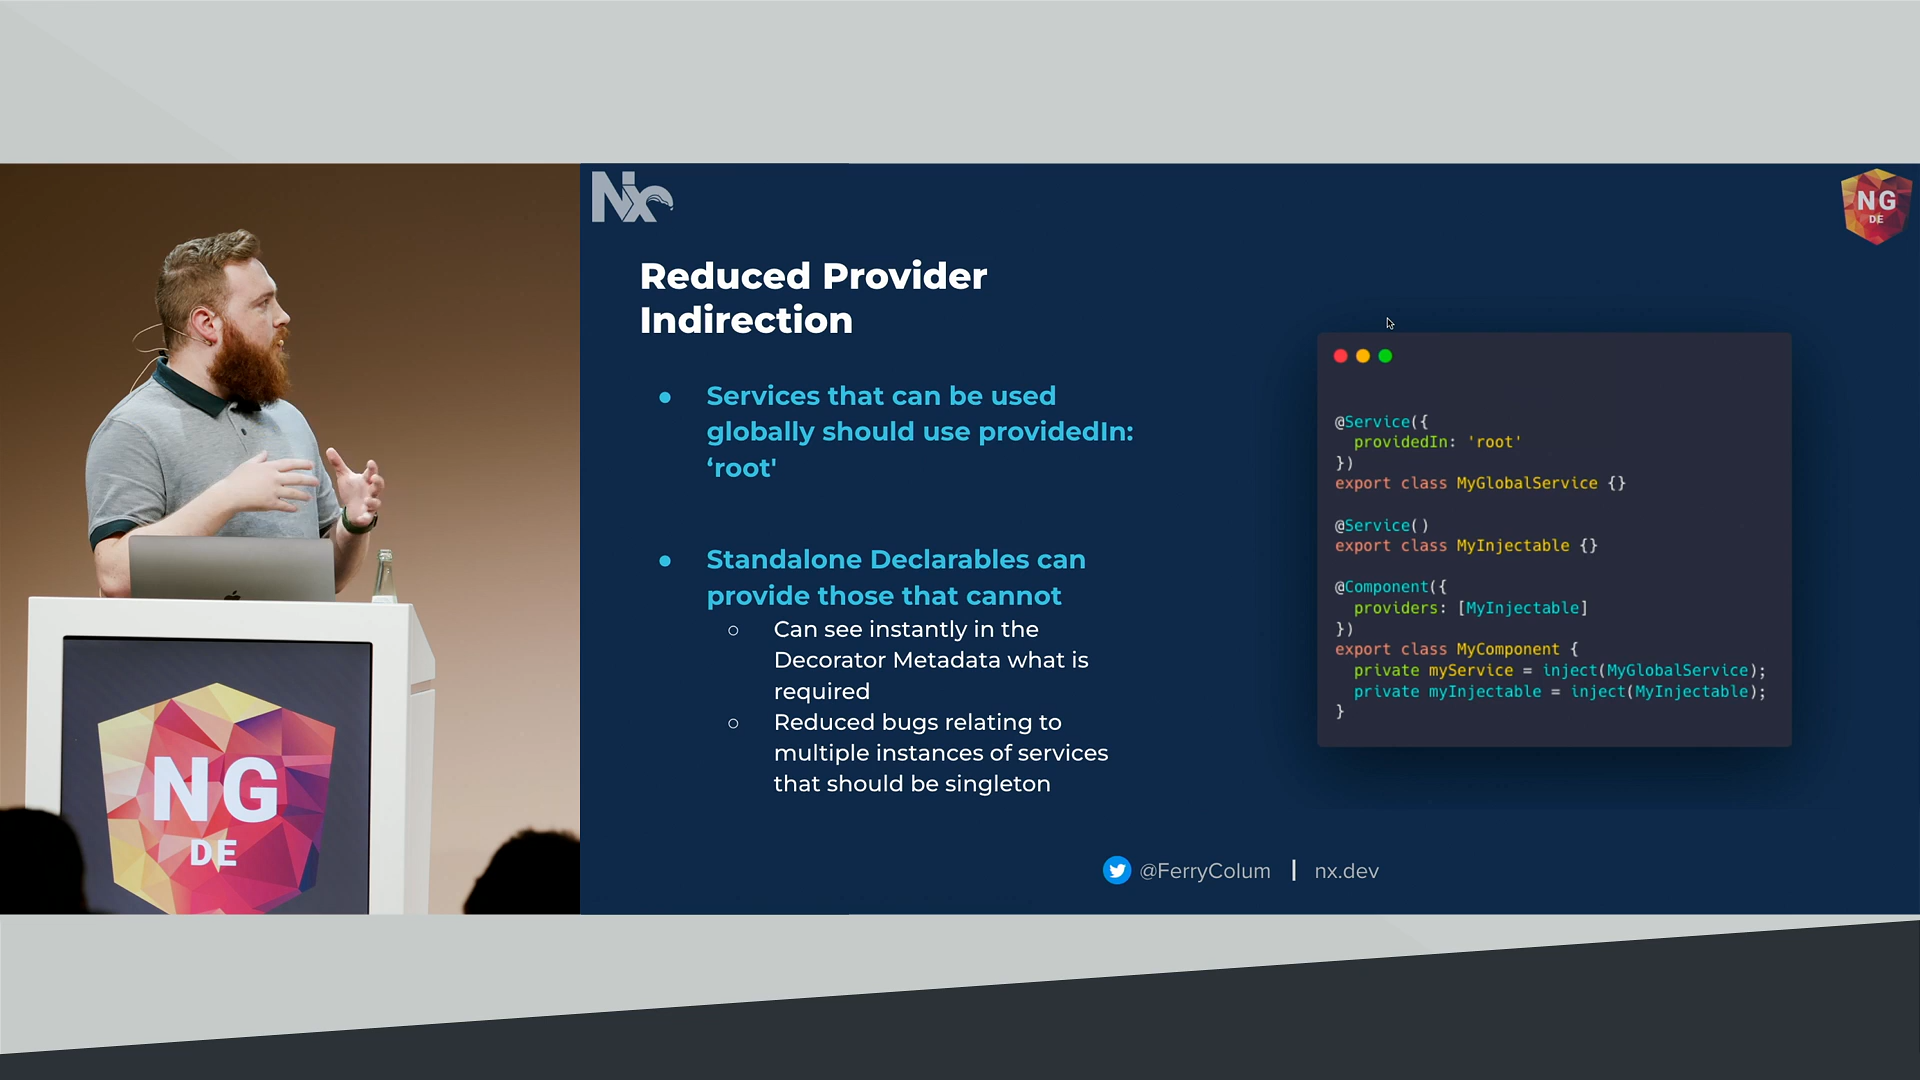 Nx
NG
DE
Reduced Provider
Indirection
● Services that can be used
globally should use providedIn:
‘root'
● Standalone Declarables can
provide those that cannot
○ Can see instantly in the
Decorator Metadata what is
required
○ Reduced bugs relating to
multiple instances of services
that should be singleton
@Service({
  providedIn: 'root'
})
export class MyGlobalService {}

@Service()
export class MyInjectable {}

@Component({
  providers: [MyInjectable]
})
export class MyComponent {
  private myService = inject(MyGlobalService);
  private myInjectable = inject(MyInjectable);
}
@FerryColum | nx.dev
NG
DE